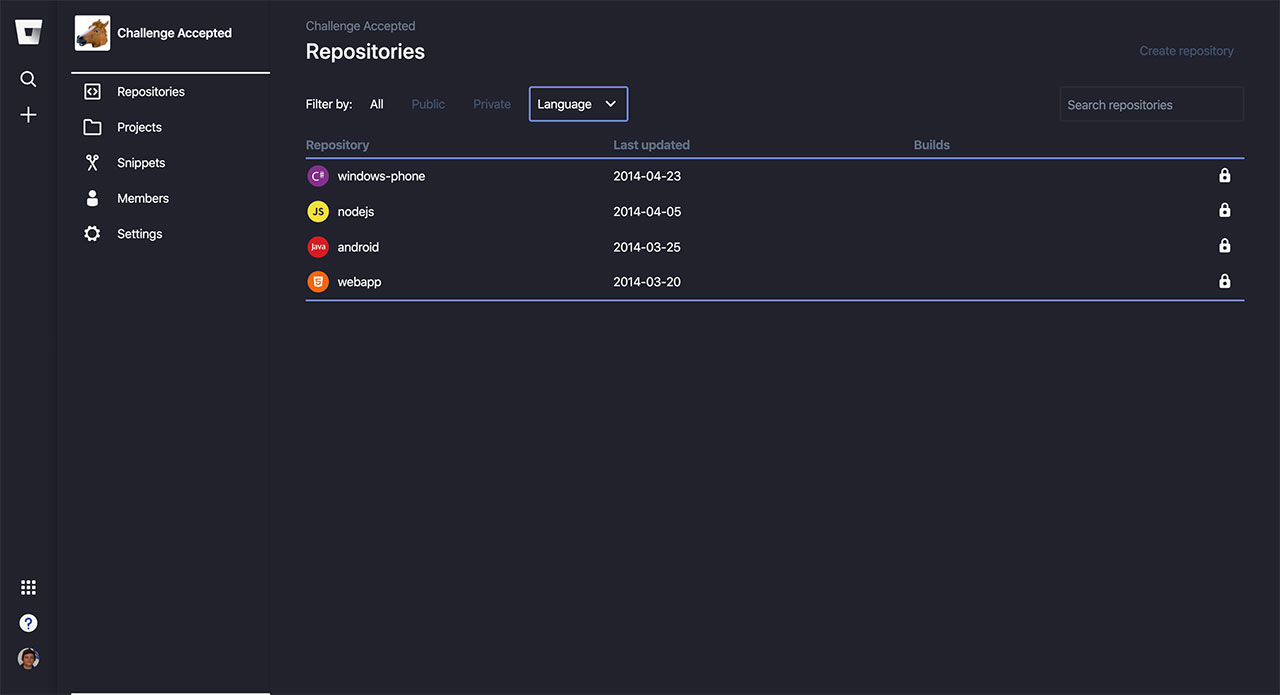 Challenge Accepted
Repositories
Projects
Snippets
Members
Settings
?
Challenge Accepted
Repositories
Create repository
Filter by: All Public Private Language
Search repositories
Repository Last updated Builds
C# windows-phone 2014-04-23
JS nodejs 2014-04-05
Java android 2014-03-25
5 webapp 2014-03-20